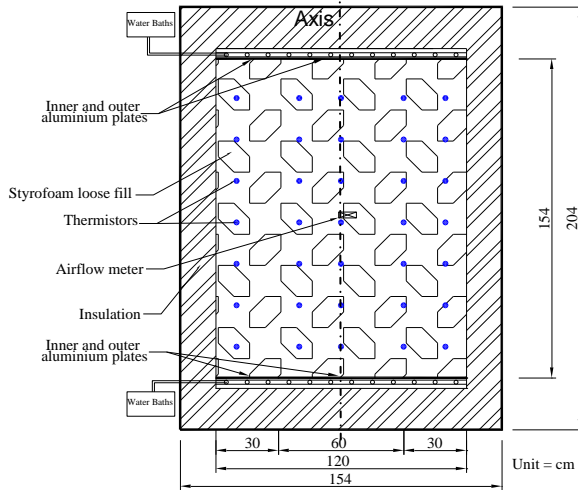 Axis
Water Baths
Inner and outer
aluminium plates
Styrofoam loose fill
Thermistors
Airflow meter
Insulation
Inner and outer
aluminium plates
Water Baths
154
204
30
60
30
120
154
Unit = cm